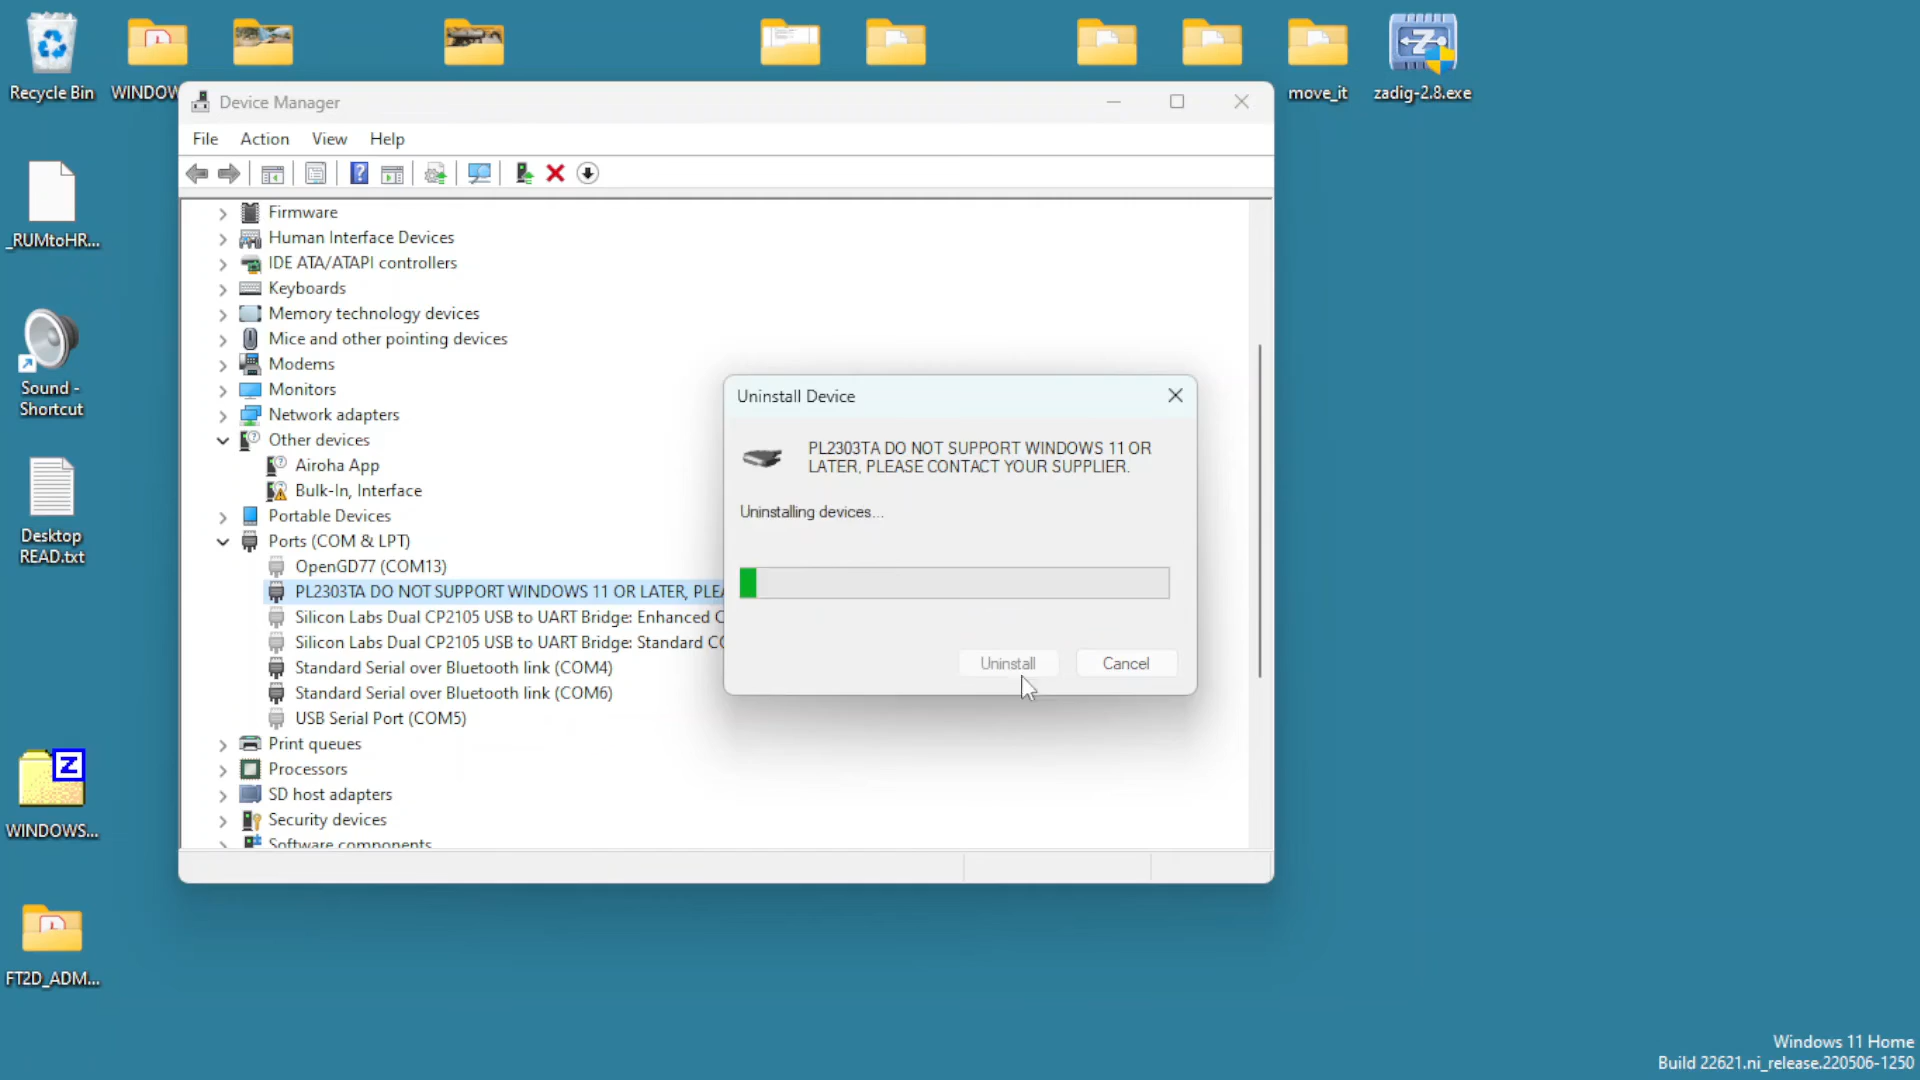 Recycle Bin
WINDOW
move_it
zadig-2.8.exe
_RUMtoHR...
Sound -
Shortcut
Desktop
READ.txt
WINDOWS...
FT2D_ADM...
Device Manager
File Action View Help
Firmware
Human Interface Devices
IDE ATA/ATAPI controllers
Keyboards
Memory technology devices
Mice and other pointing devices
Modems
Monitors
Network adapters
Other devices
Airoha App
Bulk-In, Interface
Portable Devices
Ports (COM & LPT)
OpenGD77 (COM13)
PL2303TA DO NOT SUPPORT WINDOWS 11 OR LATER, PLEA
Silicon Labs Dual CP2105 USB to UART Bridge: Enhanced C
Silicon Labs Dual CP2105 USB to UART Bridge: Standard CO
Standard Serial over Bluetooth link (COM4)
Standard Serial over Bluetooth link (COM6)
USB Serial Port (COM5)
Print queues
Processors
SD host adapters
Security devices
Software components
Uninstall Device
PL2303TA DO NOT SUPPORT WINDOWS 11 OR
LATER, PLEASE CONTACT YOUR SUPPLIER.
Uninstalling devices...
Uninstall Cancel
Windows 11 Home
Build 22621.ni_release.220506-1250